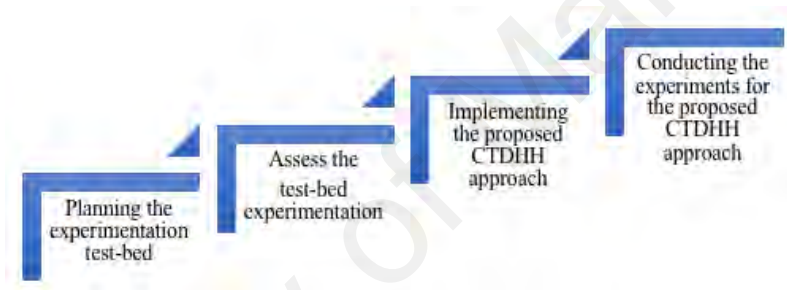 Planning the
experimentation
test-bed
Assess the
test-bed
experimentation
Implementing
the proposed
CTDHH
approach
Conducting the
experiments for
the proposed
CTDHH
approach
of